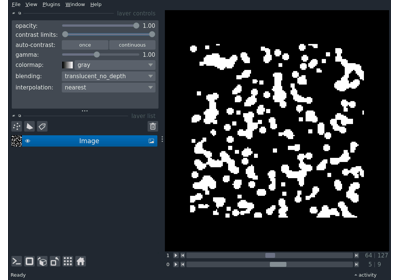 File View Plugins Window Help
layer controls
opacity: 1.00
contrast limits:
auto-contrast: once continuous
gamma: 1.00
colormap: gray
blending: translucent_no_depth
interpolation: nearest
layer list
Image
1 64 127
0 5 9
Ready activity